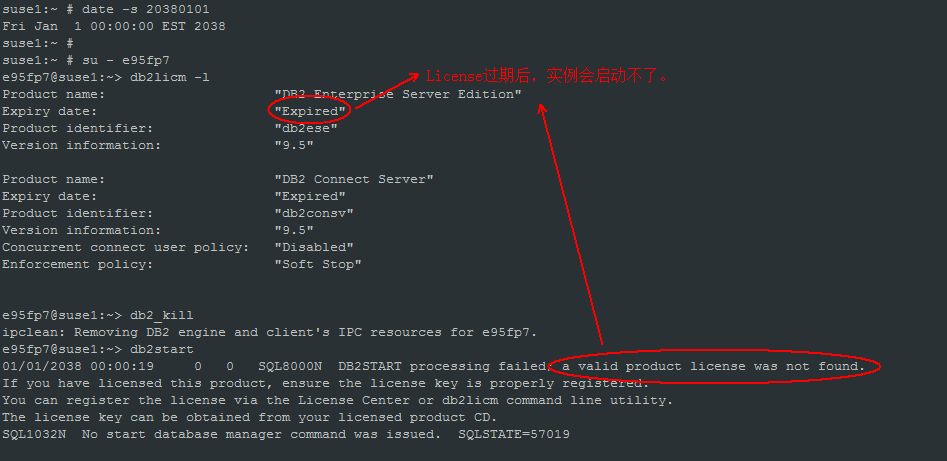 suse1:~ # date -s 20380101
Fri Jan  1 00:00:00 EST 2038
suse1:~ #
suse1:~ # su - e95fp7
e95fp7@suse1:~> db2licm -l
License过期后，实例会启动不了。
Product name:                     "DB2 Enterprise Server Edition"
Expiry date:                      "Expired"
Product identifier:               "db2ese"
Version information:              "9.5"
Product name:                     "DB2 Connect Server"
Expiry date:                      "Expired"
Product identifier:               "db2consv"
Version information:              "9.5"
Concurrent connect user policy:   "Disabled"
Enforcement policy:               "Soft Stop"
e95fp7@suse1:~> db2_kill
ipclean: Removing DB2 engine and client's IPC resources for e95fp7.
e95fp7@suse1:~> db2start
01/01/2038 00:00:19     0   0   SQL8000N  DB2START processing failed; a valid product license was not found.
If you have licensed this product, ensure the license key is properly registered.
You can register the license via the License Center or db2licm command line utility.
The license key can be obtained from your licensed product CD.
SQL1032N  No start database manager command was issued.  SQLSTATE=57019